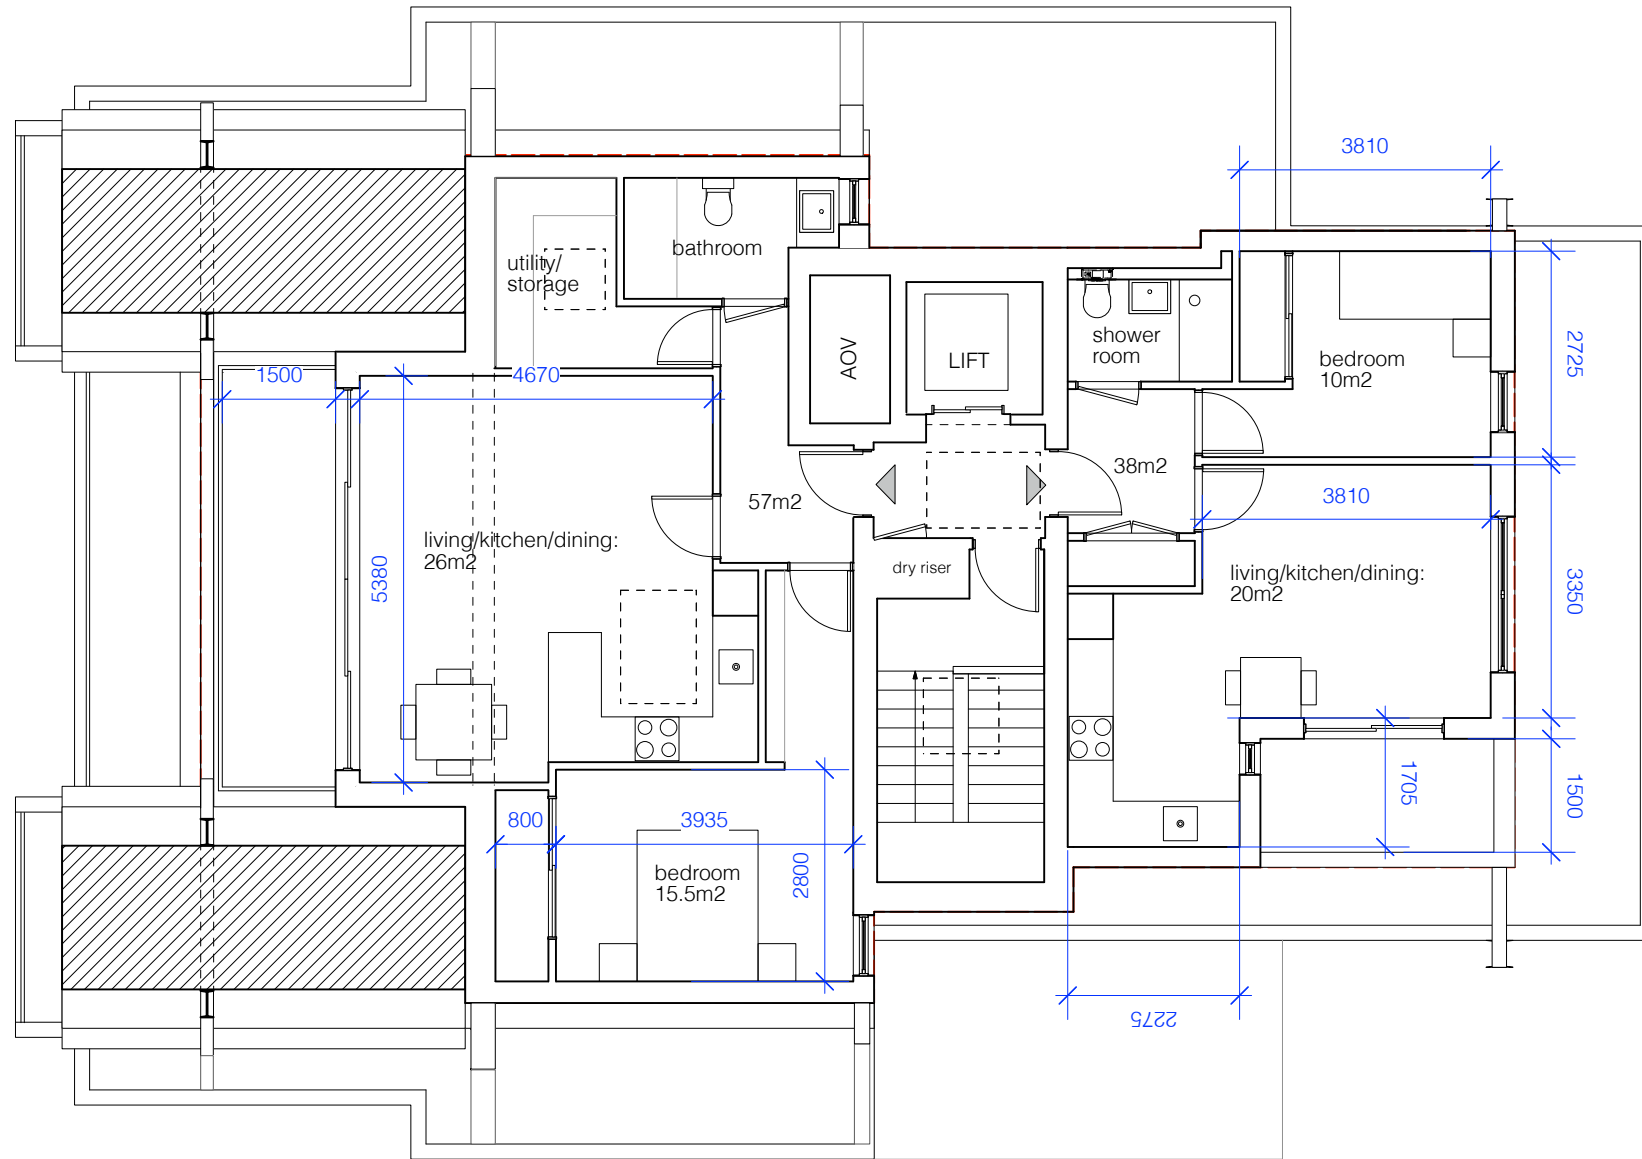 3810
bathroom
utility/
storage
shower
room
AOV
LIFT
bedroom
10m2
2725
1500
4670
38m2
57m2
3810
living/kitchen/dining:
26m2
5380
dry riser
living/kitchen/dining:
20m2
3350
1705
1500
800
3935
bedroom
15.5m2
2800
2275